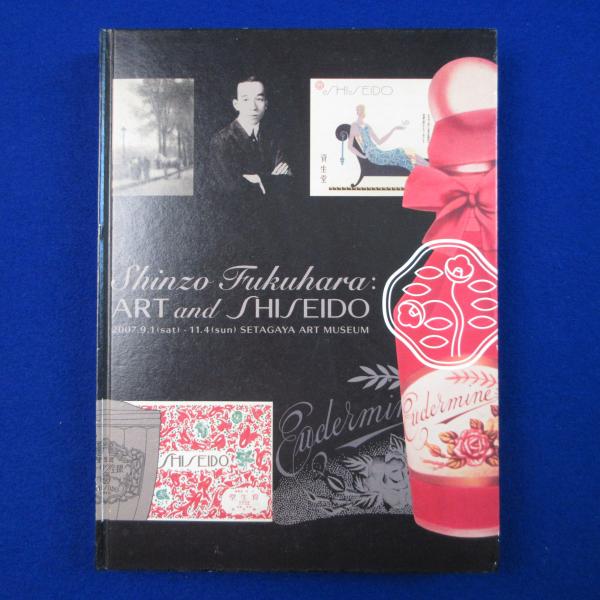 SHISEIDO
資生堂
Shinzo Fukuhara:
ART and SHISEIDO
2007.9.1(sat) - 11.4(sun) SETAGAYA ART MUSEUM
Eudermine
Eudermine
SHISEIDO
資生堂